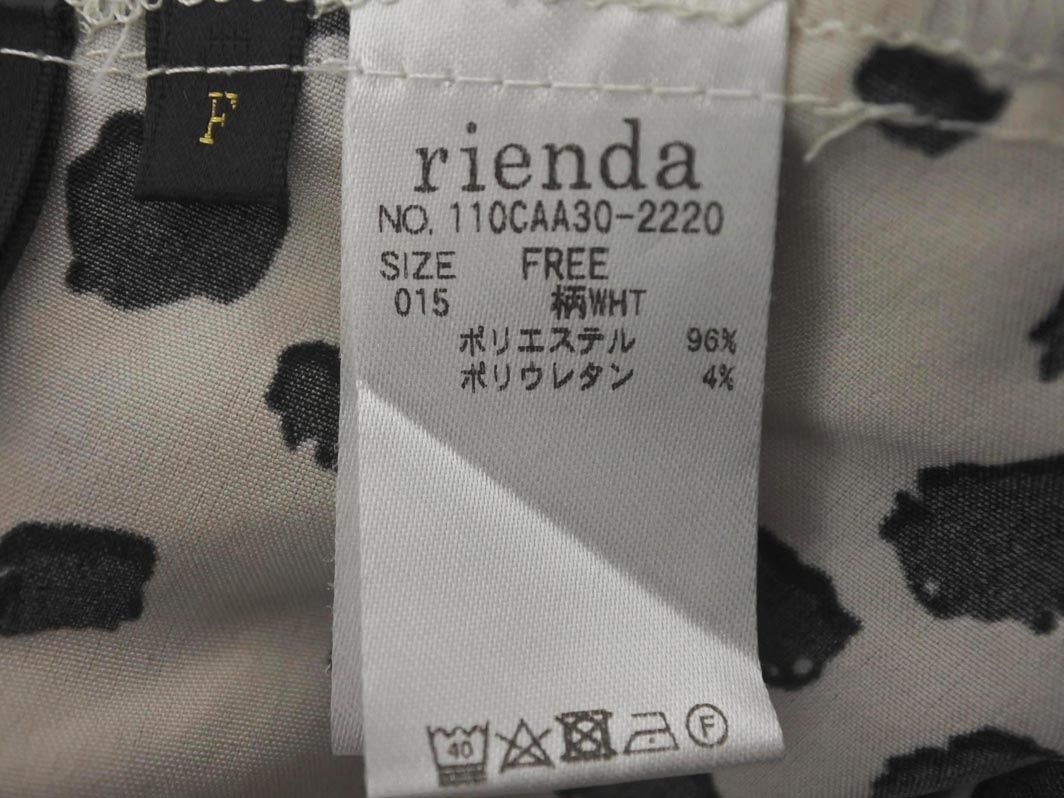 F
rienda
NO. 110CAA30-2220
SIZE FREE
015 柄WHT
ポリエステル 96%
ポリウレタン 4%
40 F